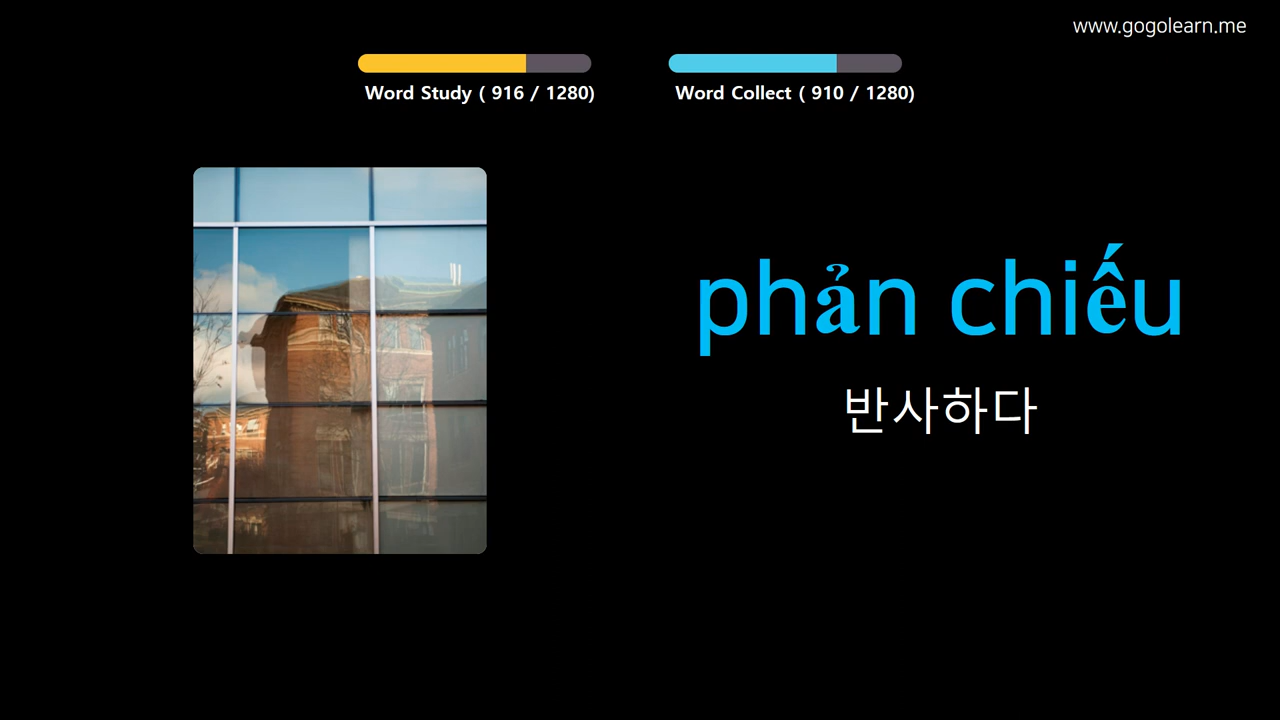 www.gogolearn.me
Word Study ( 916 / 1280)
Word Collect ( 910 / 1280)
phản chiếu
반사하다